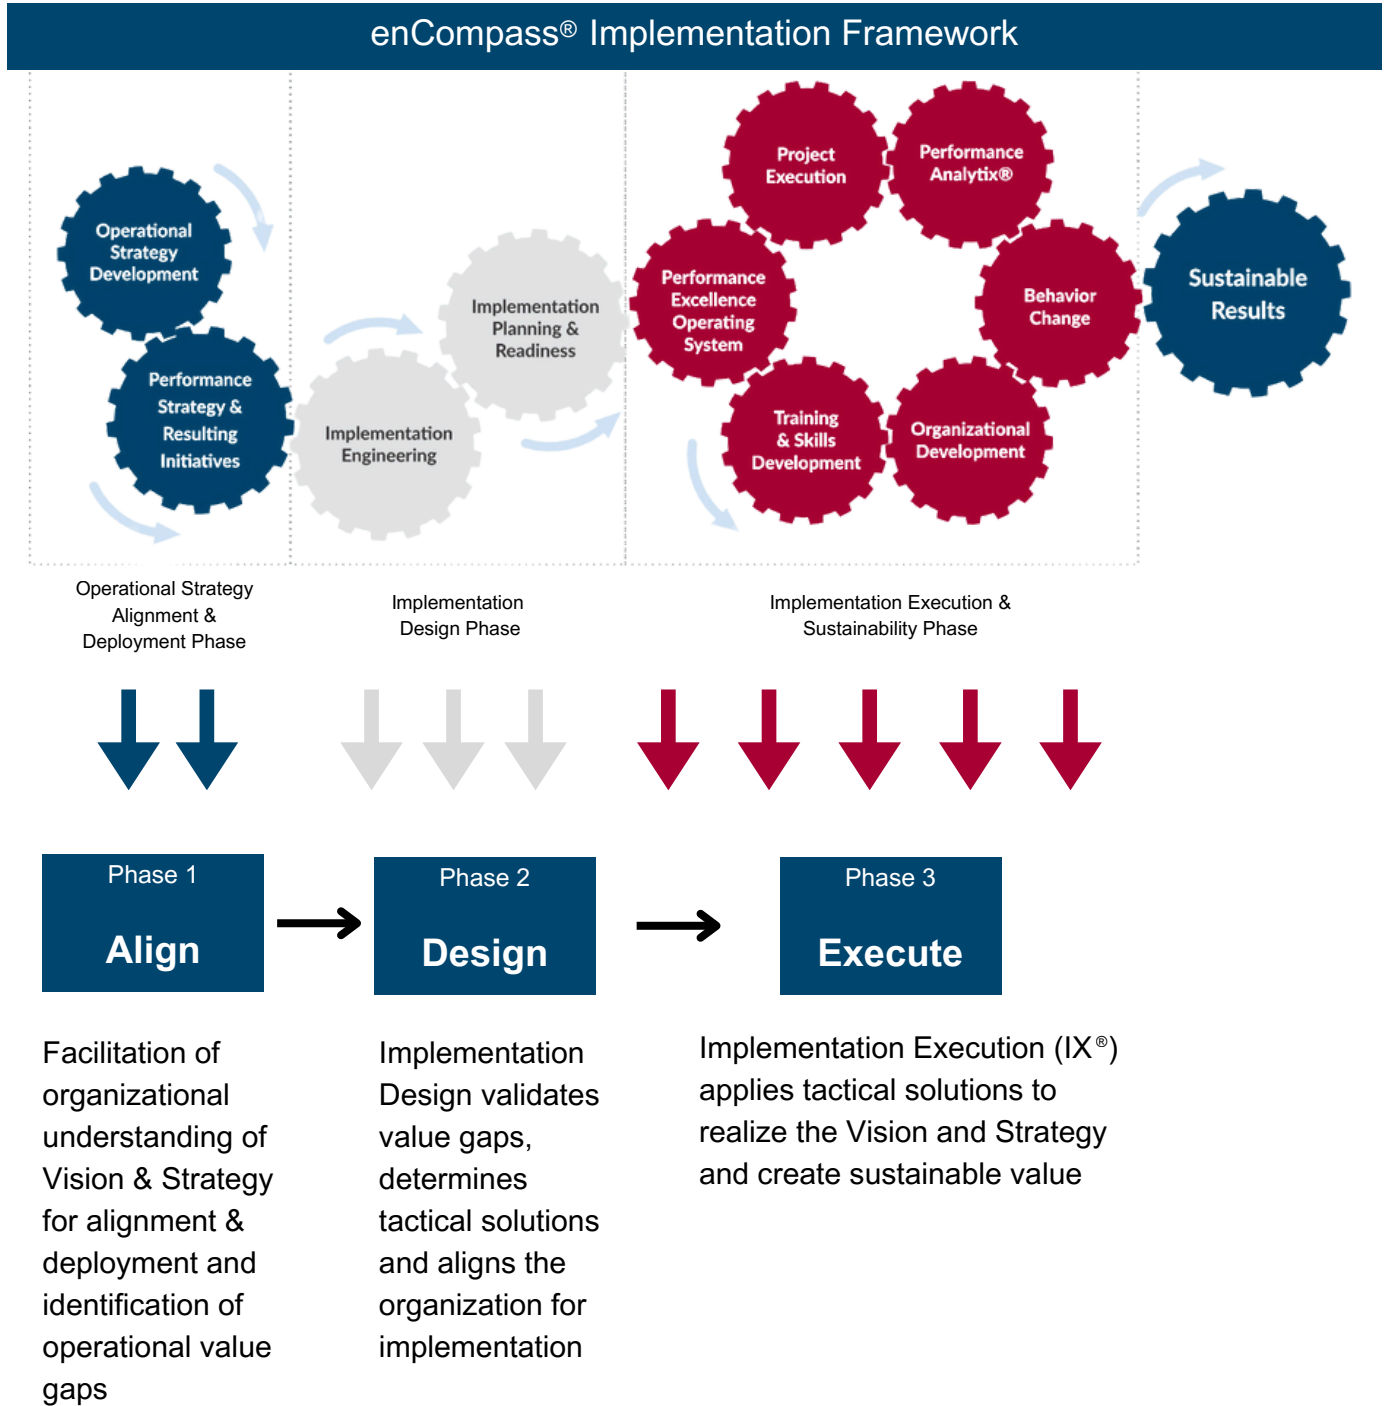 enCompass® Implementation Framework
Operational
Strategy
Development
Performance
Strategy &
Resulting
Initiatives
Implementation
Engineering
Implementation
Planning &
Readiness
Project
Execution
Performance
Analytix®
Performance
Excellence
Operating
System
Behavior
Change
Training
& Skills
Development
Organizational
Development
Sustainable
Results
Operational Strategy
Alignment &
Deployment Phase
Implementation
Design Phase
Implementation Execution &
Sustainability Phase
Phase 1
Align
Phase 2
Design
Phase 3
Execute
Facilitation of
organizational
understanding of
Vision & Strategy
for alignment &
deployment and
identification of
operational value
gaps
Implementation
Design validates
value gaps,
determines
tactical solutions
and aligns the
organization for
implementation
Implementation Execution (IX®)
applies tactical solutions to
realize the Vision and Strategy
and create sustainable value